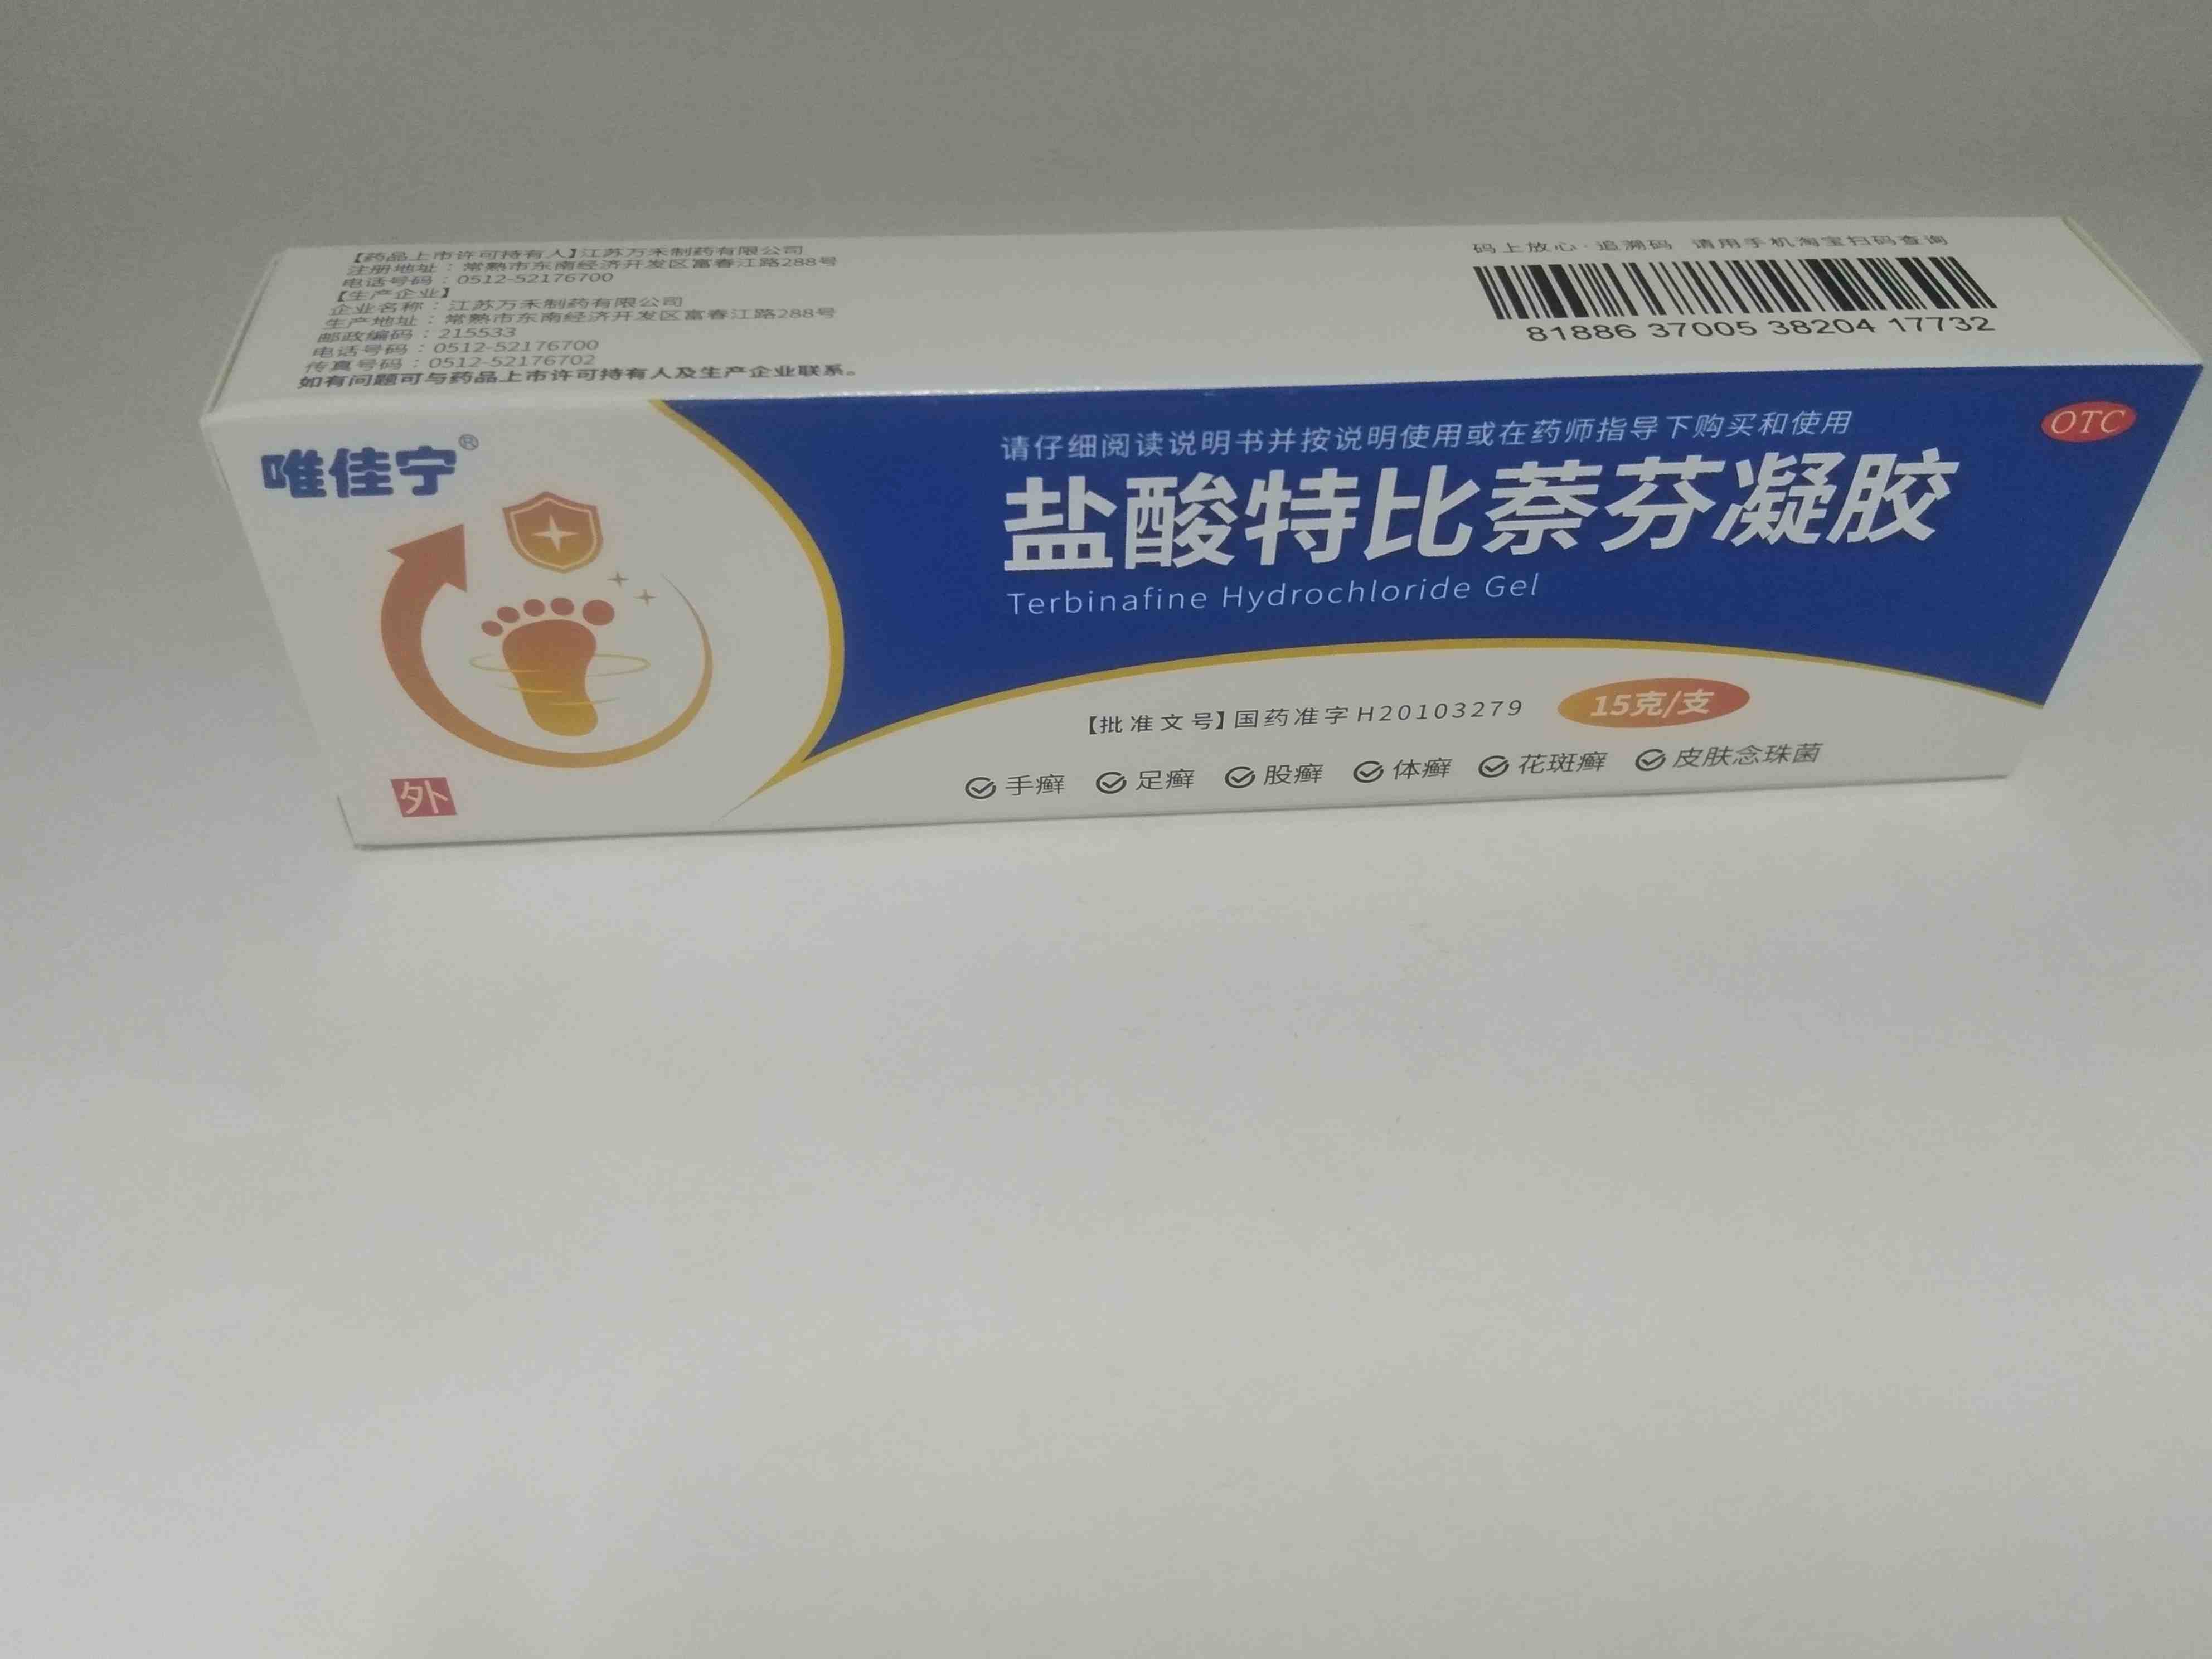 【药品上市许可持有人】江苏万禾制药有限公司
注册地址：常熟市东南经济开发区富春江路288号
电话号码：0512-52176700
【生产企业】
企业名称：江苏万禾制药有限公司
生产地址：常熟市东南经济开发区富春江路288号
邮政编码：215533
电话号码：0512-52176700
传真号码：0512-52176702
如有问题可与药品上市许可持有人及生产企业联系。
码上放心·追溯码 请用手机淘宝扫码查询
81886 37005 38204 17732
唯佳宁®
请仔细阅读说明书并按说明使用或在药师指导下购买和使用
OTC
盐酸特比萘芬凝胶
Terbinafine Hydrochloride Gel
【批准文号】国药准字H20103279
15克/支
手癣 足癣 股癣 体癣 花斑癣 皮肤念珠菌
外